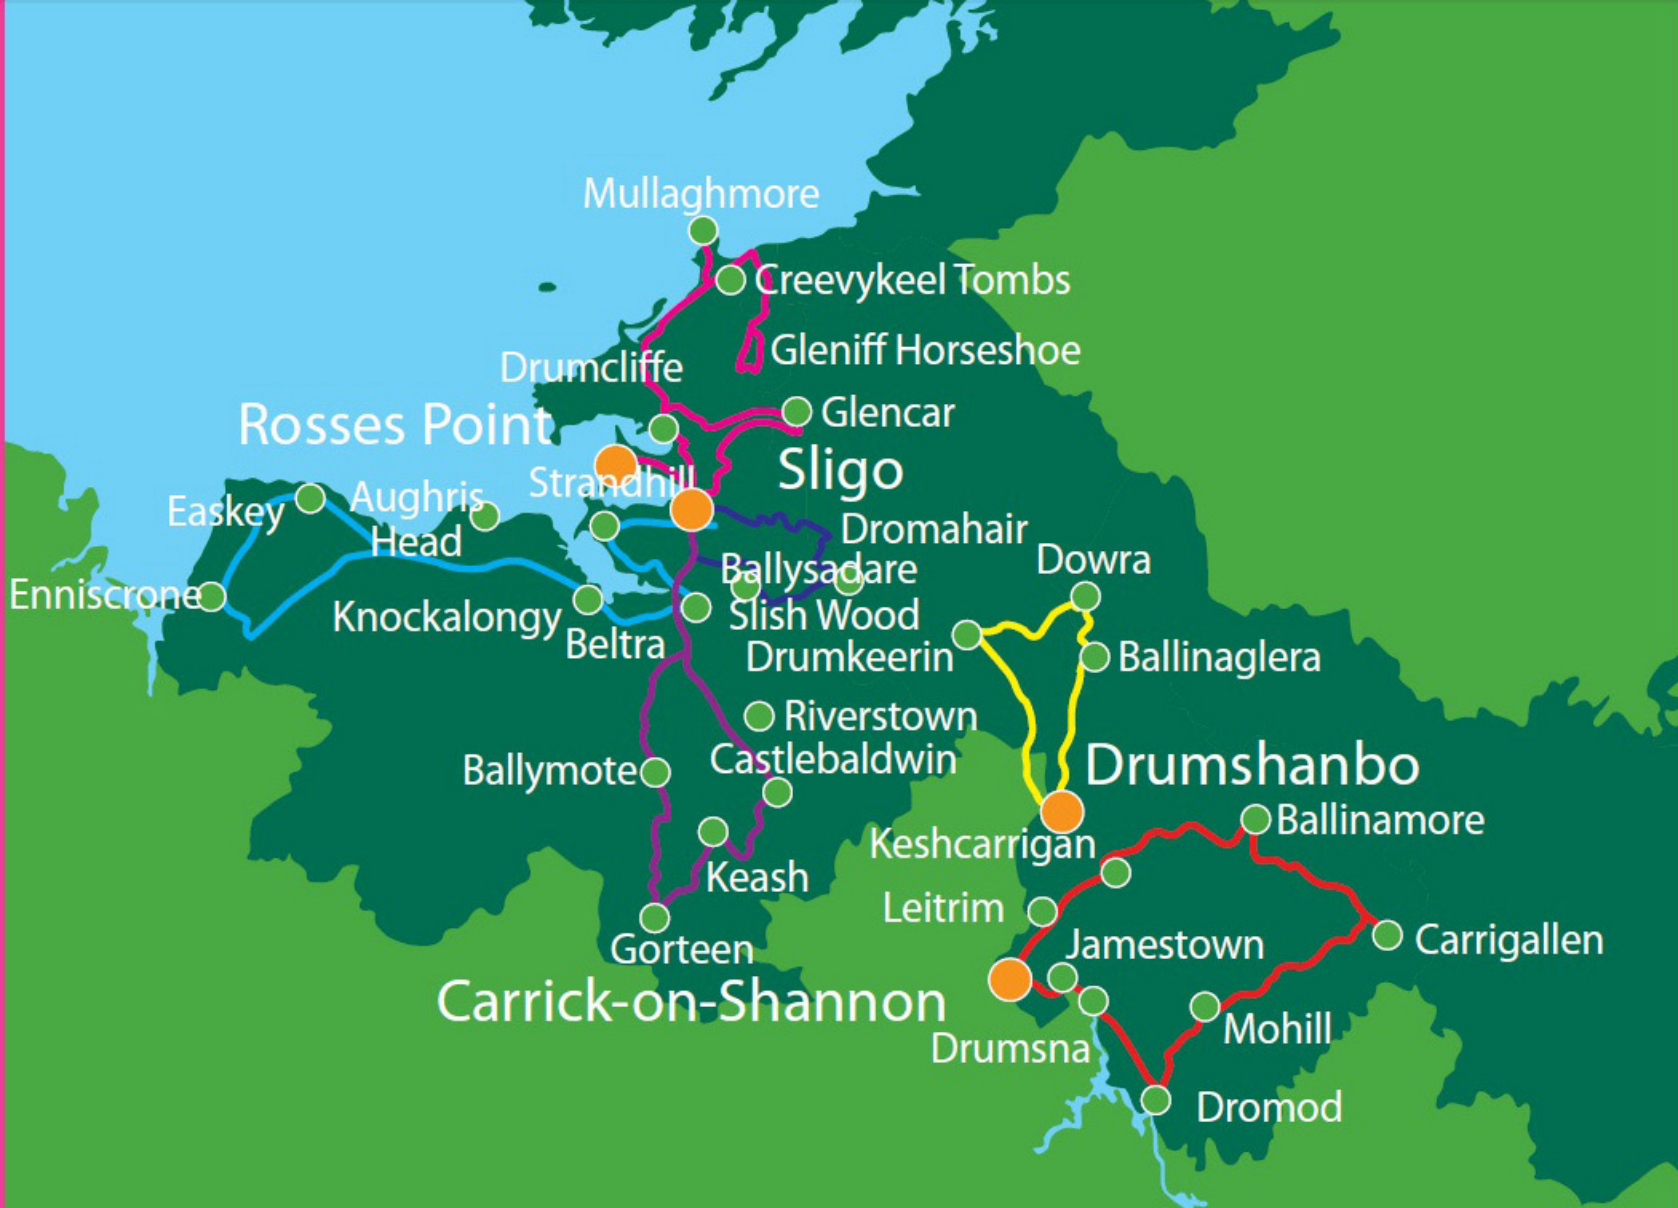 Mullaghmore
Creevykeel Tombs
Gleniff Horseshoe
Drumcliffe
Rosses Point
Glencar
Sligo
Strandhill
Easkey
Aughris
Head
Dromahair
Ballysadare
Dowra
Enniscrone
Knockalongy
Beltra
Slish Wood
Drumkeerin
Ballinaglera
Riverstown
Castlebaldwin
Ballymote
Drumshanbo
Keshcarrigan
Ballinamore
Keash
Leitrim
Gorteen
Jamestown
Carrigallen
Carrick-on-Shannon
Drumsna
Mohill
Dromod